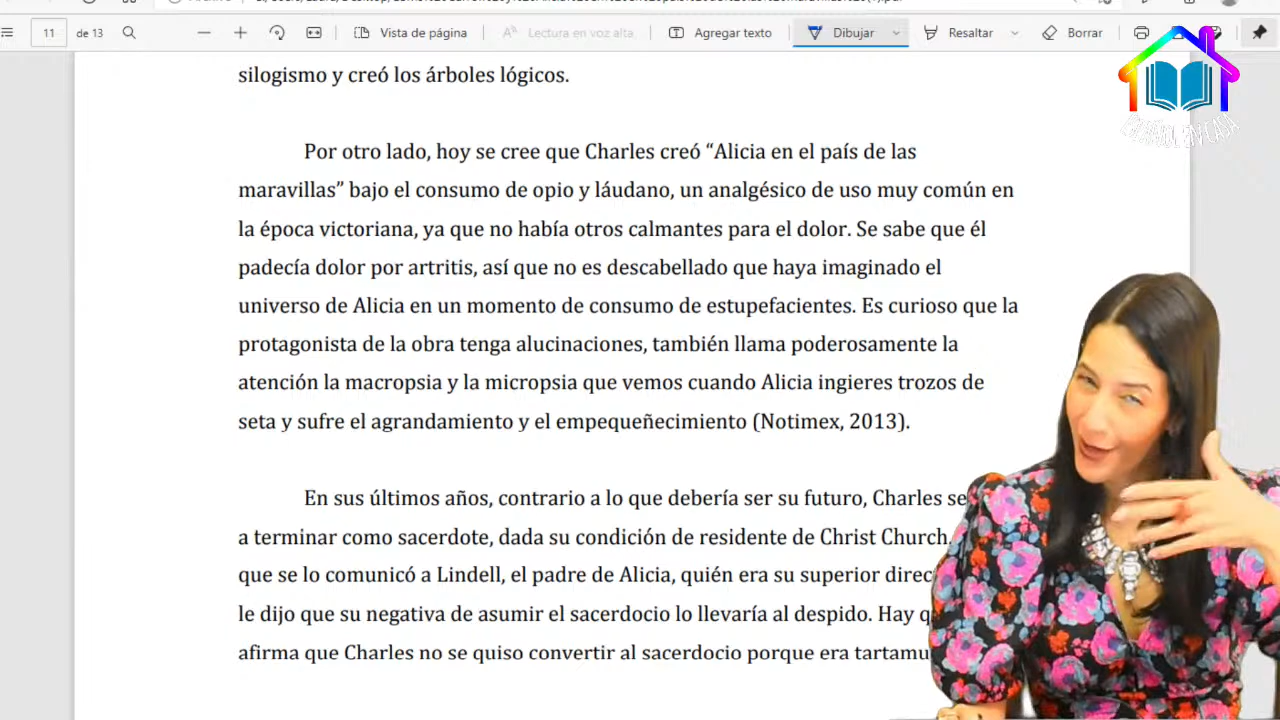 11 de 13 Vista de página Lectura en voz alta Agregar texto Dibujar Resaltar Borrar
silogismo y creó los árboles lógicos.
Por otro lado, hoy se cree que Charles creó “Alicia en el país de las
maravillas” bajo el consumo de opio y láudano, un analgésico de uso muy común en
la época victoriana, ya que no había otros calmantes para el dolor. Se sabe que él
padecía dolor por artritis, así que no es descabellado que haya imaginado el
universo de Alicia en un momento de consumo de estupefacientes. Es curioso que la
protagonista de la obra tenga alucinaciones, también llama poderosamente la
atención la macropsia y la micropsia que vemos cuando Alicia ingieres trozos de
seta y sufre el agrandamiento y el empequeñecimiento (Notimex, 2013).
En sus últimos años, contrario a lo que debería ser su futuro, Charles se
a terminar como sacerdote, dada su condición de residente de Christ Church.
que se lo comunicó a Lindell, el padre de Alicia, quién era su superior
le dijo que su negativa de asumir el sacerdocio lo llevaría al despido. Hay
afirma que Charles no se quiso convertir al sacerdocio porque era